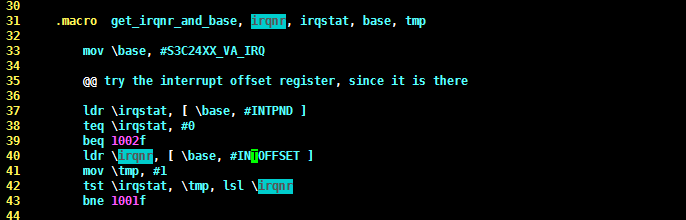 30
31 .macro get_irqnr_and_base, irqnr, irqstat, base, tmp
32
33 mov \base, #S3C24XX_VA_IRQ
34
35 @@ try the interrupt offset register, since it is there
36
37 ldr \irqstat, [ \base, #INTPND ]
38 teq \irqstat, #0
39 beq 1002f
40 ldr \irqnr, [ \base, #INTOFFSET ]
41 mov \tmp, #1
42 tst \irqstat, \tmp, lsl \irqnr
43 bne 1001f
44